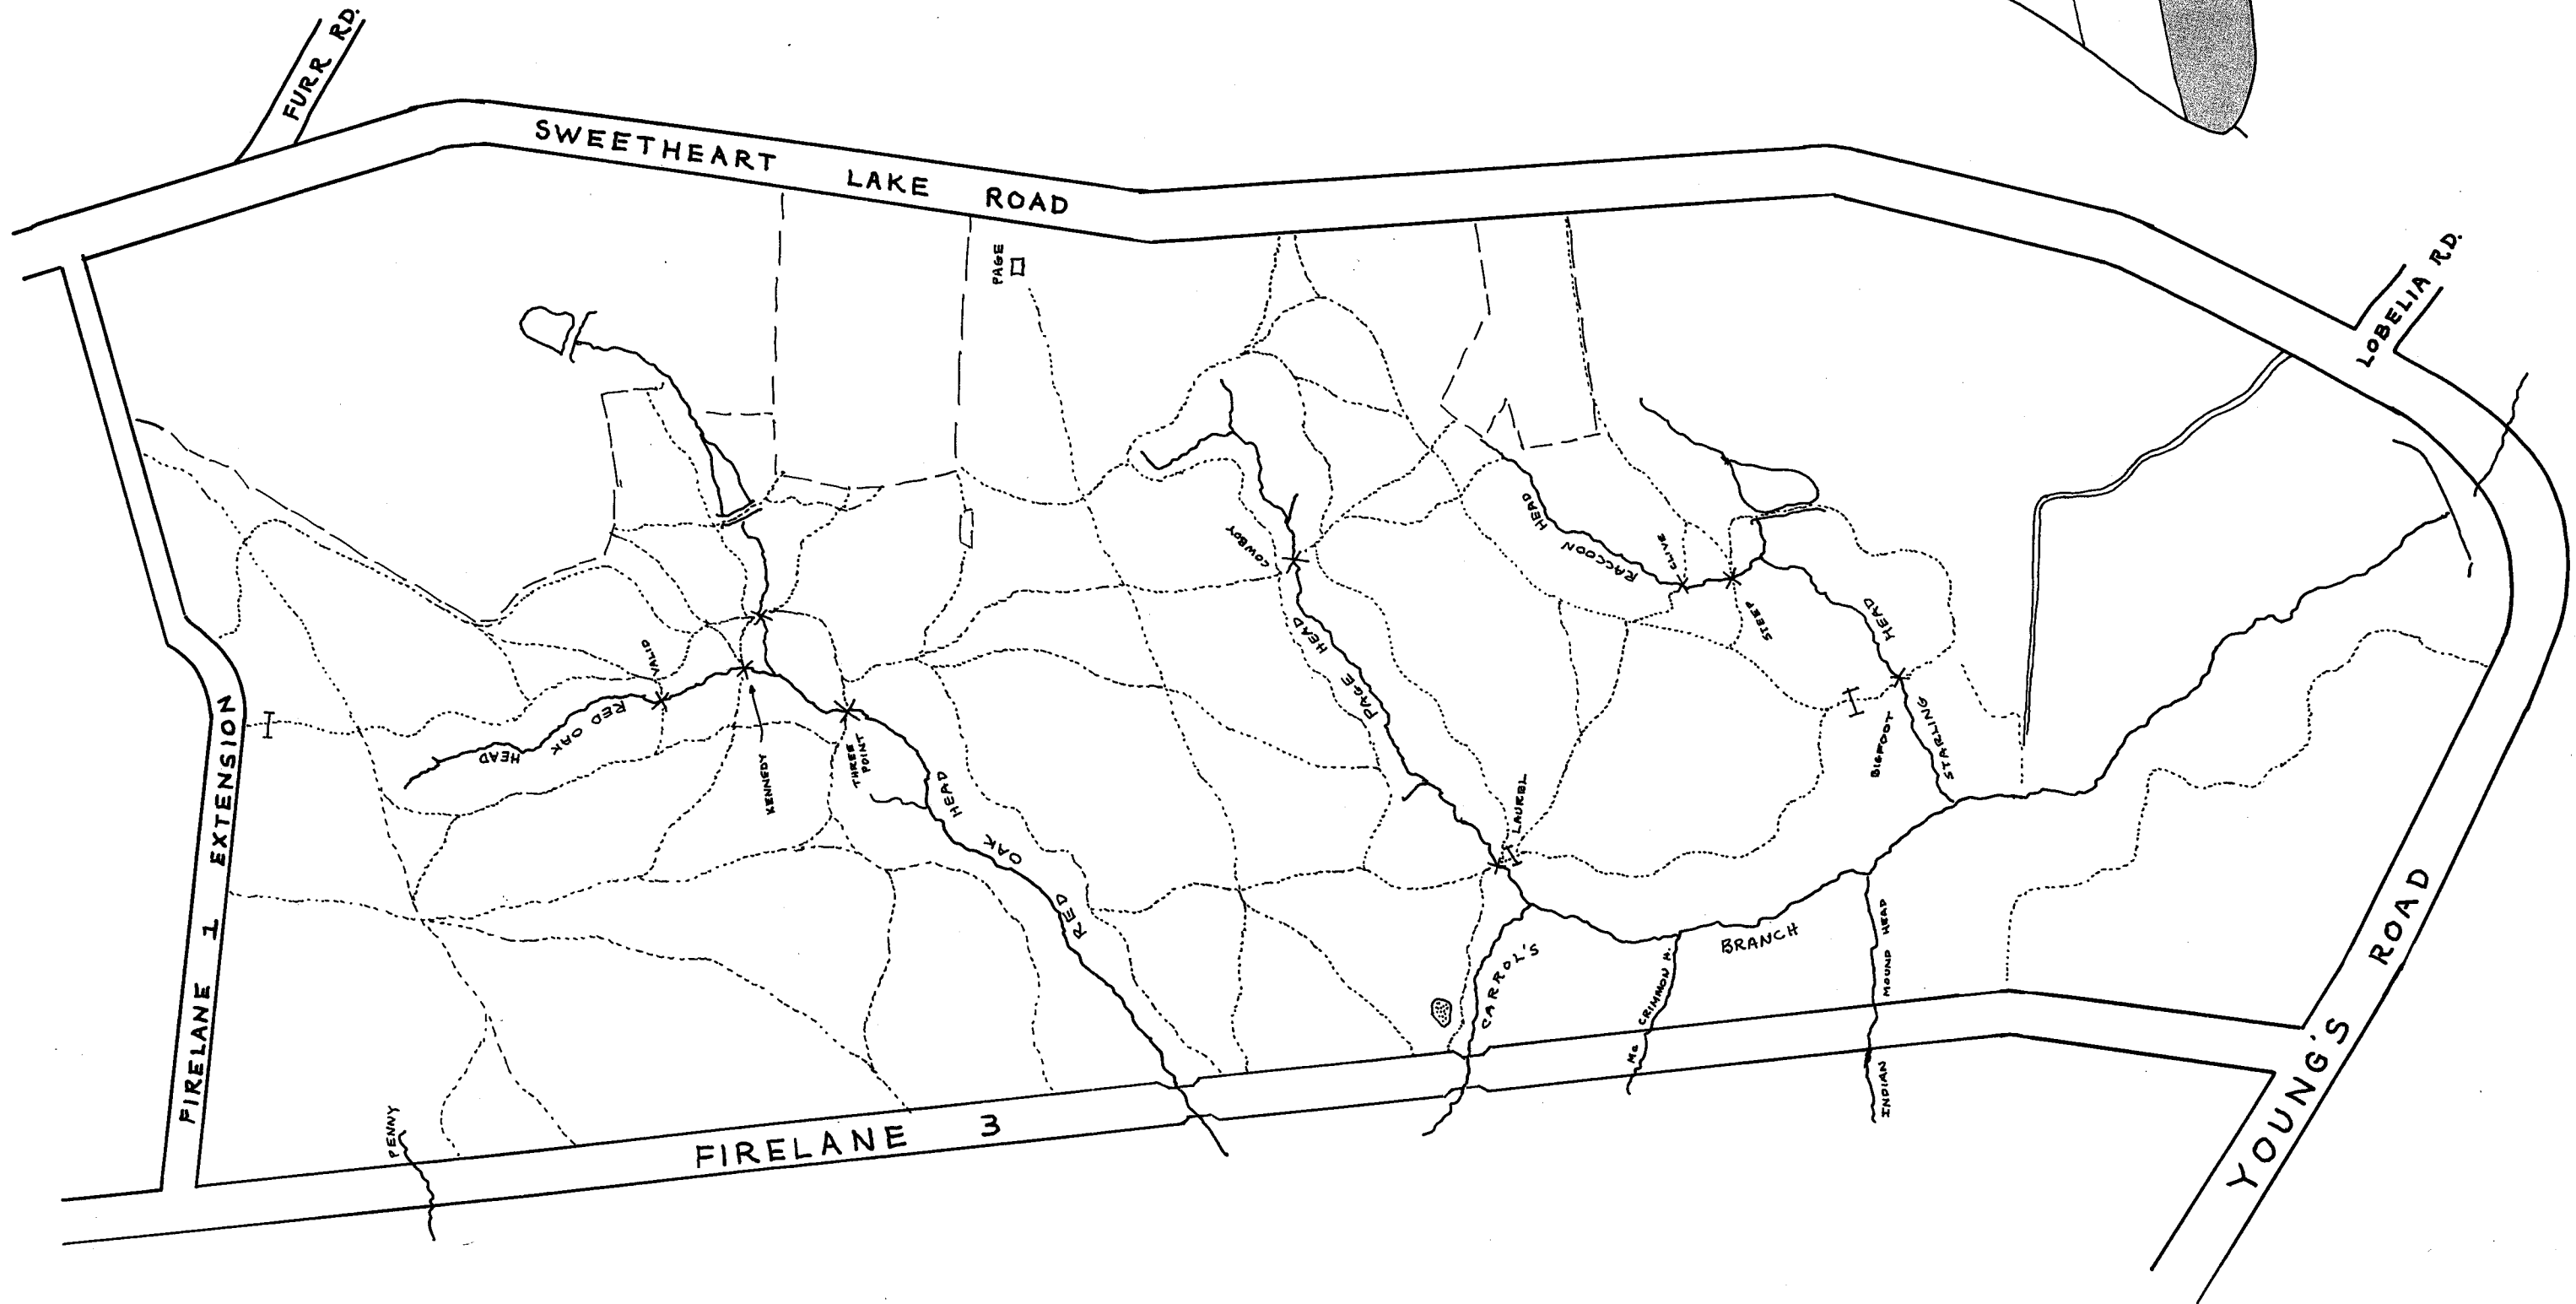 FURR RD.
SWEETHEART LAKE ROAD
LOBELIA RD.
PAGE
COWBOY
RACCOON HEAD
CLIVE
STEEP
STARLING HEAD
BIGFOOT
VALID
RED OAK HEAD
KENNEDY
THREE
POINT
RED OAK HEAD
PAGE HEAD
LAUREL
CARROL'S
BRANCH
Mc CRIMMON H.
INDIAN MOUND HEAD
FIRELANE 1 EXTENSION
PENNY
FIRELANE 3
YOUNG'S ROAD